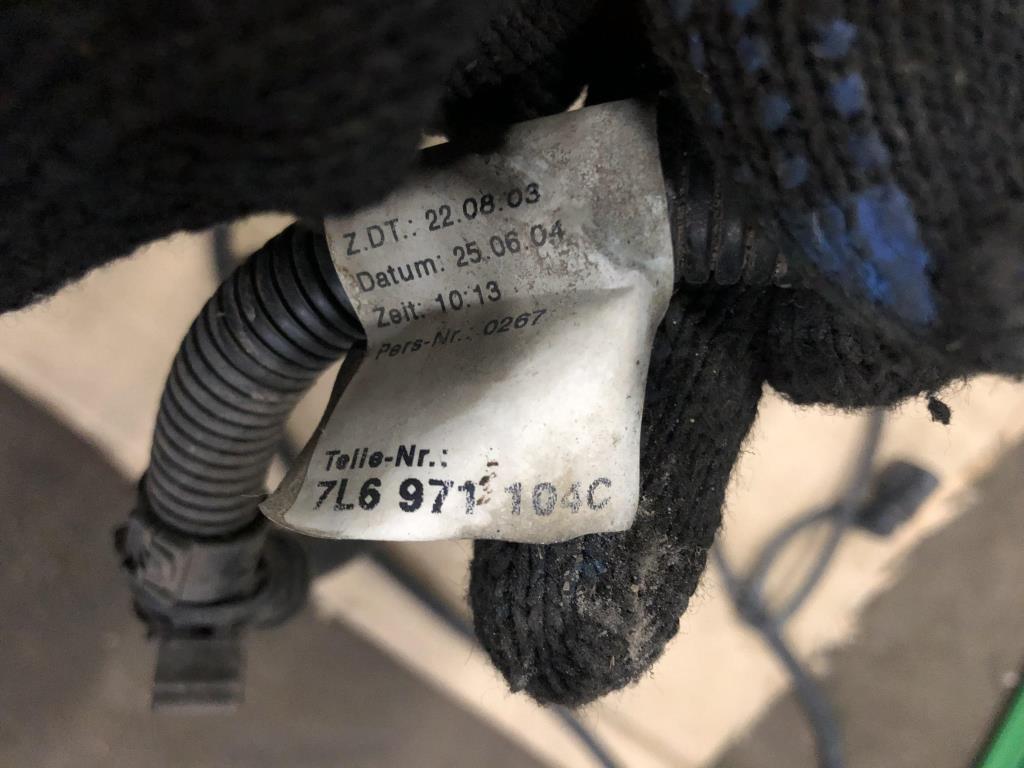 Z.DT.: 22.08.03
Datum: 25.06.04
Zeit: 10:13
Pers-Nr.: 0267
Teile-Nr.:
7L6 971 104C